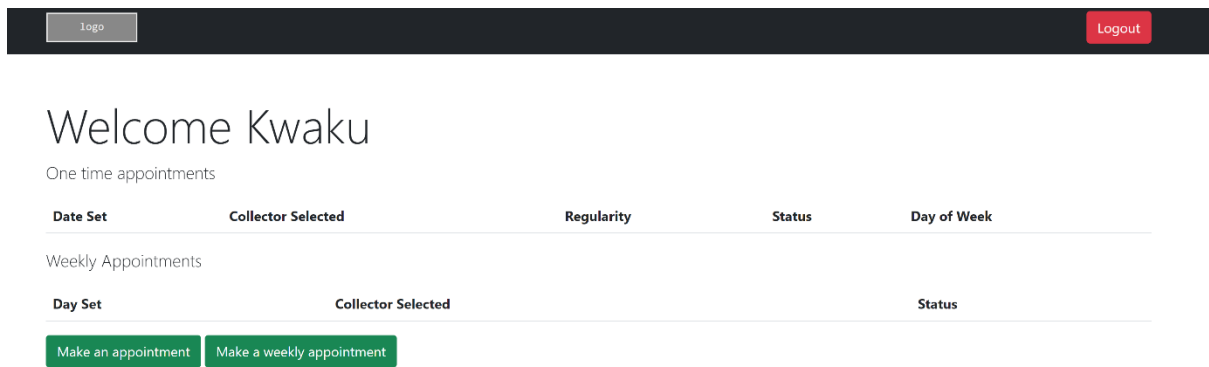 logo
Logout
Welcome Kwaku
One time appointments
Date Set Collector Selected Regularity Status Day of Week
Weekly Appointments
Day Set Collector Selected Status
Make an appointment Make a weekly appointment